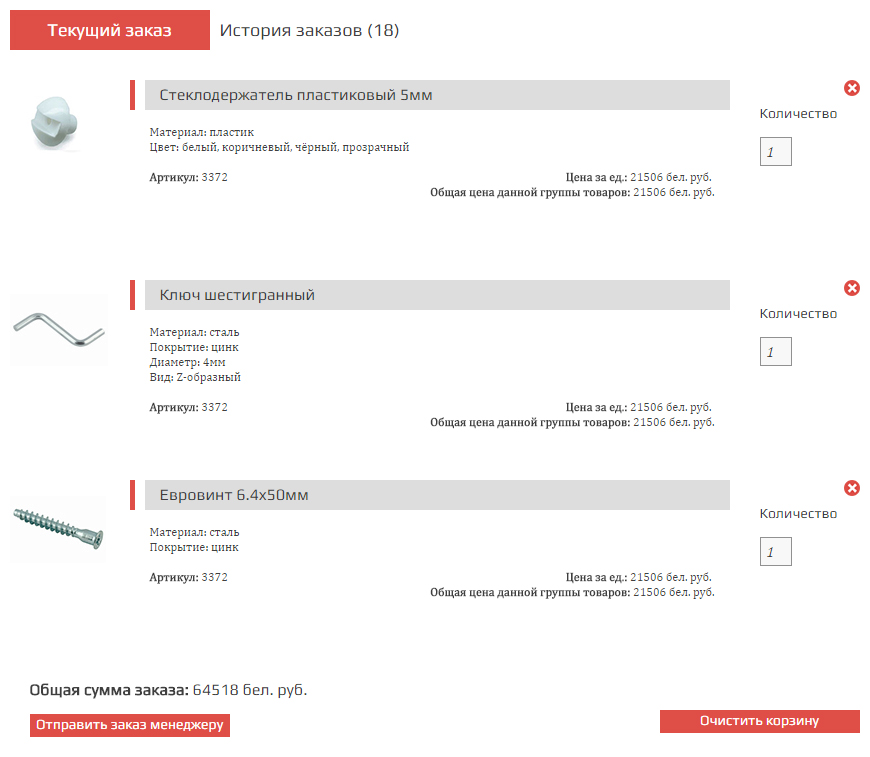 Текущий заказ История заказов (18)
Стеклодержатель пластиковый 5мм
Количество
Материал: пластик
Цвет: белый, коричневый, чёрный, прозрачный
1
Артикул: 3372 Цена за ед.: 21506 бел. руб.
Общая цена данной группы товаров: 21506 бел. руб.
Ключ шестигранный
Количество
Материал: сталь
Покрытие: цинк
1
Диаметр: 4мм
Вид: Z-образный
Артикул: 3372 Цена за ед.: 21506 бел. руб.
Общая цена данной группы товаров: 21506 бел. руб.
Евровинт 6.4x50мм
Количество
Материал: сталь
Покрытие: цинк
1
Артикул: 3372 Цена за ед.: 21506 бел. руб.
Общая цена данной группы товаров: 21506 бел. руб.
Общая сумма заказа: 64518 бел. руб.
Отправить заказ менеджеру Очистить корзину